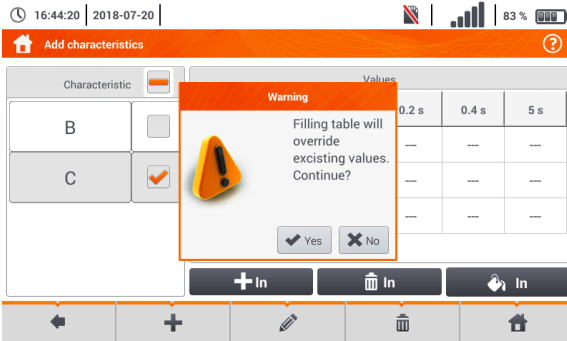 16:44:20 2018-07-20 83 %
Add characteristics ?
Characteristic Values
0.2 s 0.4 s 5 s
B
C
--- --- ---
--- --- ---
--- --- ---
Warning
Filling table will
override
excisting values.
Continue?
Yes No
In In In